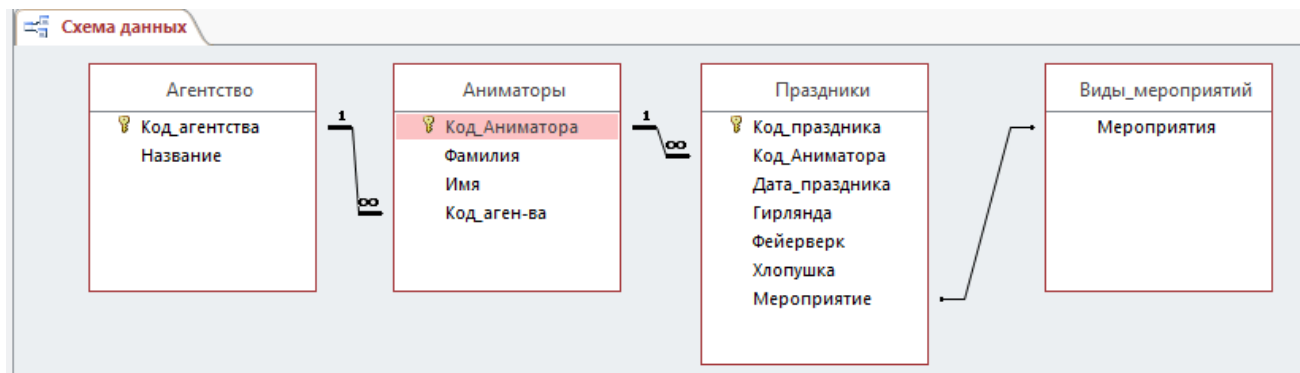 Схема данных
Агентство
Код_агентства
Название
1
∞
Аниматоры
Код_Аниматора
Фамилия
Имя
Код_аген-ва
1
∞
Праздники
Код_праздника
Код_Аниматора
Дата_праздника
Гирлянда
Фейерверк
Хлопушка
Мероприятие
Виды_мероприятий
Мероприятия